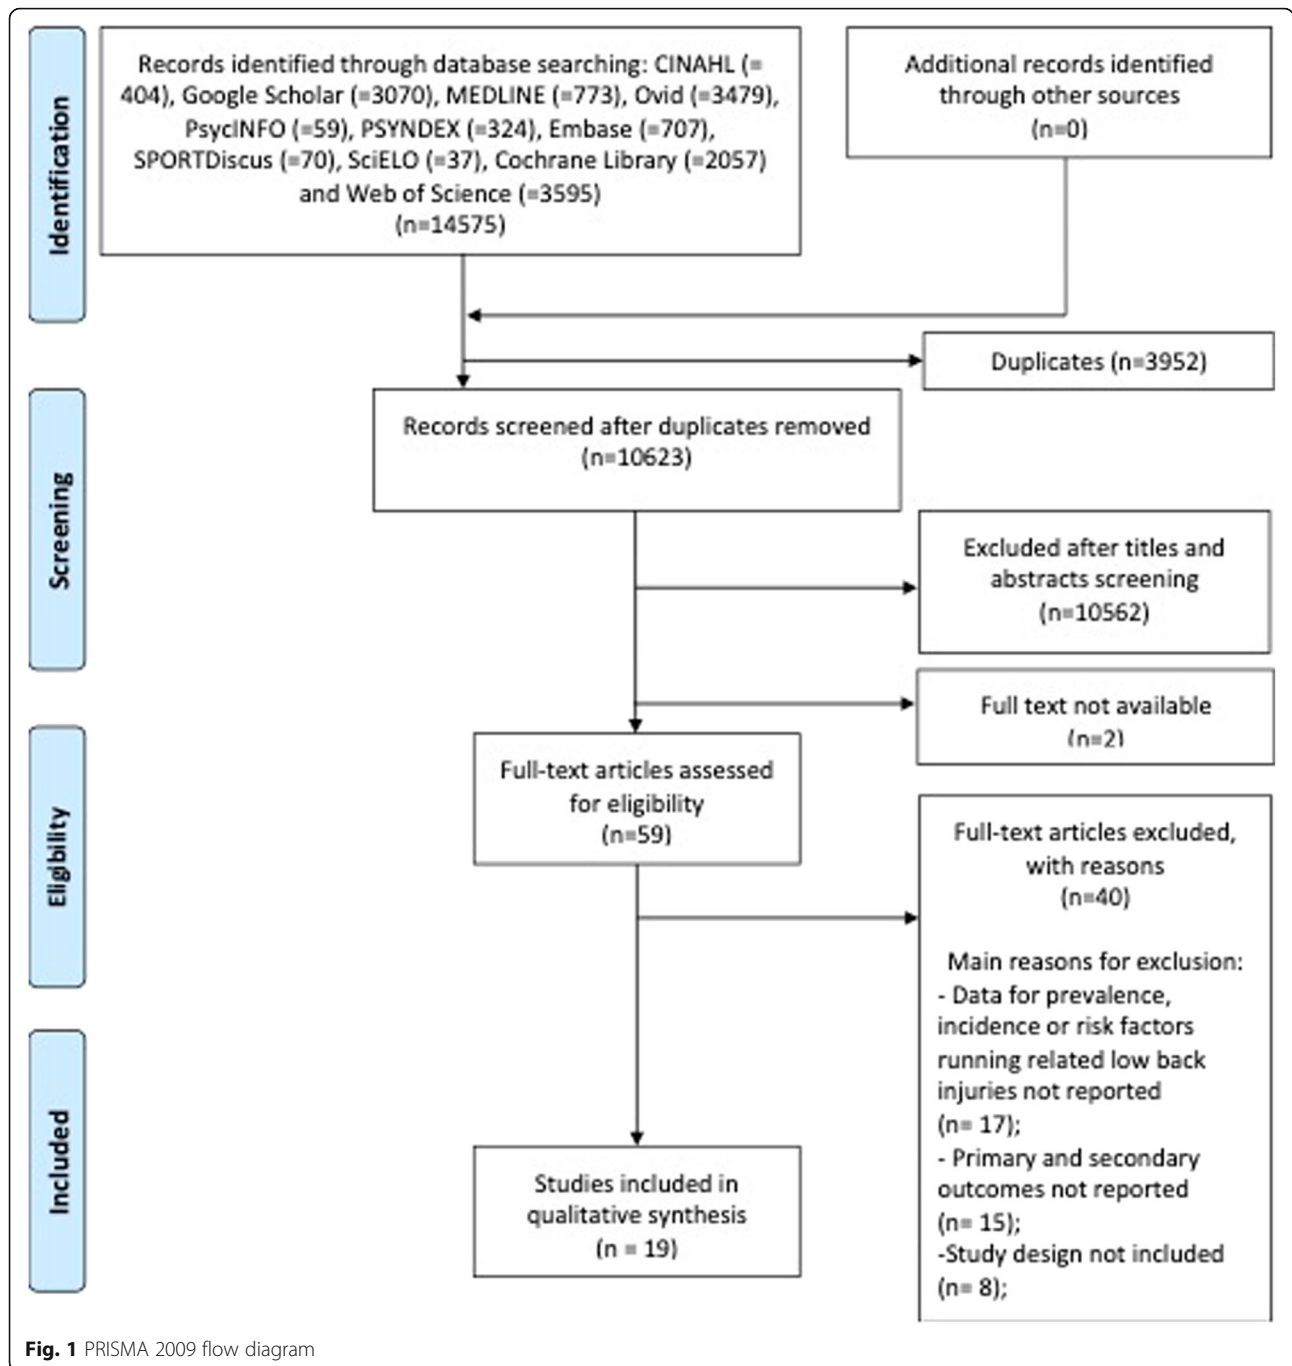 Identification
Records identified through database searching: CINAHL (=
404), Google Scholar (=3070), MEDLINE (=773), Ovid (=3479),
PsycINFO (=59), PSYNDEX (=324), Embase (=707),
SPORTDiscus (=70), SciELO (=37), Cochrane Library (=2057)
and Web of Science (=3595)
(n=14575)
Additional records identified
through other sources
(n=0)
Duplicates (n=3952)
Screening
Records screened after duplicates removed
(n=10623)
Excluded after titles and
abstracts screening
(n=10562)
Full text not available
(n=2)
Eligibility
Full-text articles assessed
for eligibility
(n=59)
Full-text articles excluded,
with reasons
(n=40)
Main reasons for exclusion:
- Data for prevalence,
incidence or risk factors
running related low back
injuries not reported
(n= 17);
- Primary and secondary
outcomes not reported
(n= 15);
-Study design not included
(n= 8);
Included
Studies included in
qualitative synthesis
(n = 19)
Fig. 1 PRISMA 2009 flow diagram